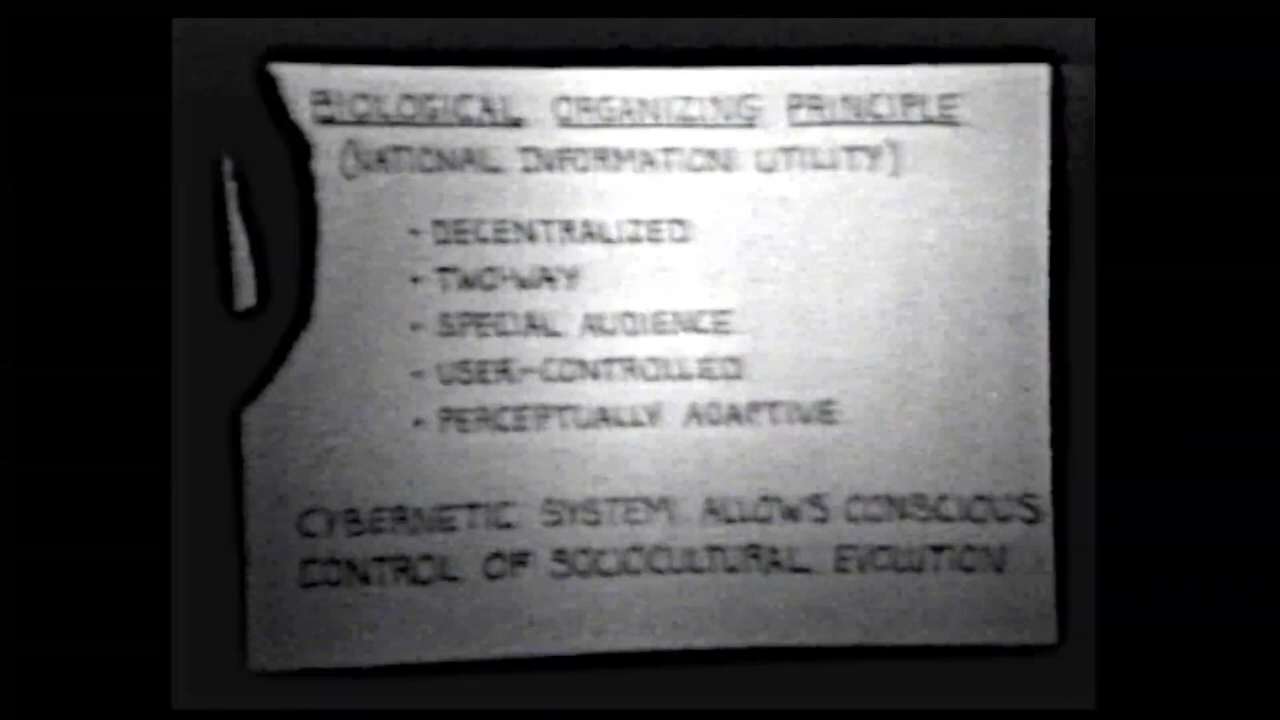 BIOLOGICAL ORGANIZING PRINCIPLE
(NATIONAL INFORMATION UTILITY)
- DECENTRALIZED
- TWO-WAY
- SPECIAL AUDIENCE
- USER-CONTROLLED
- PERCEPTUALLY ADAPTIVE
CYBERNETIC SYSTEM ALLOWS CONSCIOUS
CONTROL OF SOCIOCULTURAL EVOLUTION